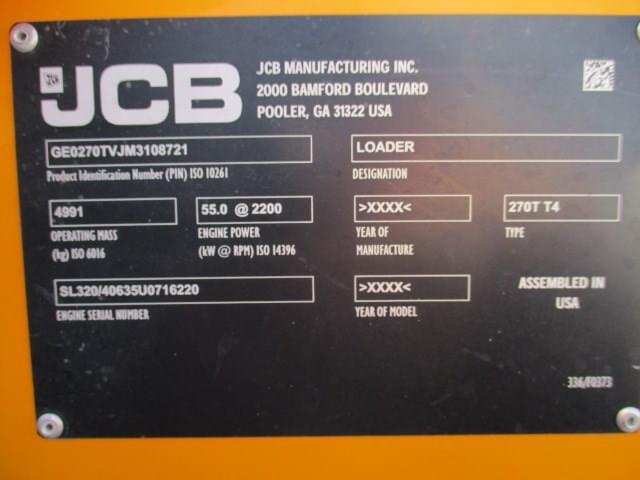 JCB
JCB MANUFACTURING INC.
2000 BAMFORD BOULEVARD
POOLER, GA 31322 USA
GE0270TVJM3108721
Product Identification Number (PIN) ISO 10261
LOADER
DESIGNATION
4991
OPERATING MASS
(kg) ISO 6016
55.0 @ 2200
ENGINE POWER
(kW @ RPM) ISO 14396
>XXXX<
YEAR OF
MANUFACTURE
270T T4
TYPE
SL320/40635U0716220
ENGINE SERIAL NUMBER
>XXXX<
YEAR OF MODEL
ASSEMBLED IN
USA
336/F0373